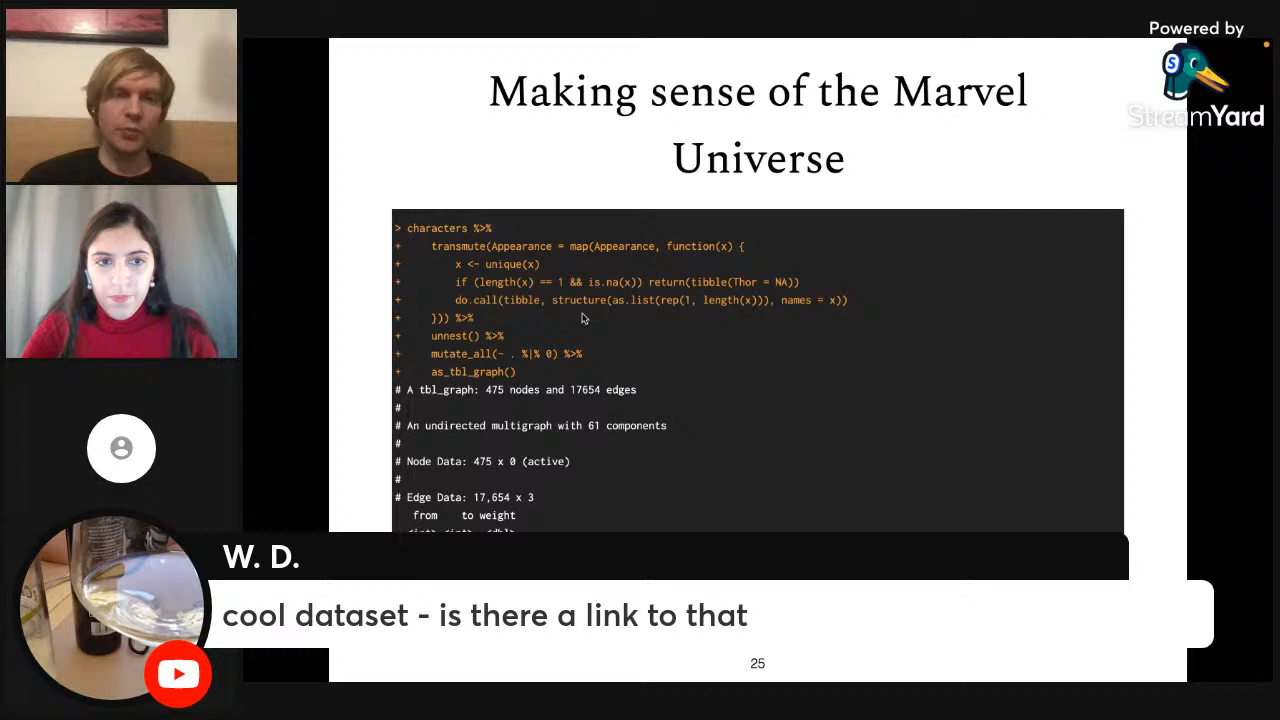 Powered by
StreamYard
Making sense of the Marvel
Universe
> characters %>%
+ transmute(Appearance = map(Appearance, function(x) {
+ x <- unique(x)
+ if (length(x) == 1 && is.na(x)) return(tibble(Thor = NA))
+ do.call(tibble, structure(as.list(rep(1, length(x))), names = x))
+ })) %>%
+ unnest() %>%
+ mutate_all(~ . %|% 0) %>%
+ as_tbl_graph()
# A tbl_graph: 475 nodes and 17654 edges
#
# An undirected multigraph with 61 components
#
# Node Data: 475 x 0 (active)
#
# Edge Data: 17,654 x 3
from to weight
W. D.
cool dataset - is there a link to that
25